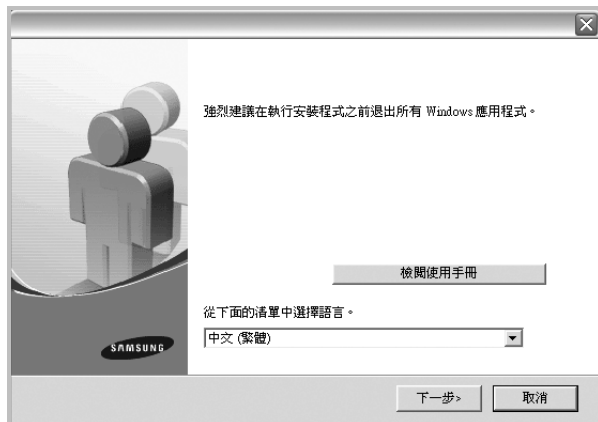 強烈建議在執行安裝程式之前退出所有 Windows 應用程式。
檢閱使用手冊
從下面的清單中選擇語言。
中文 (繁體)
SAMSUNG
下一步>
取消